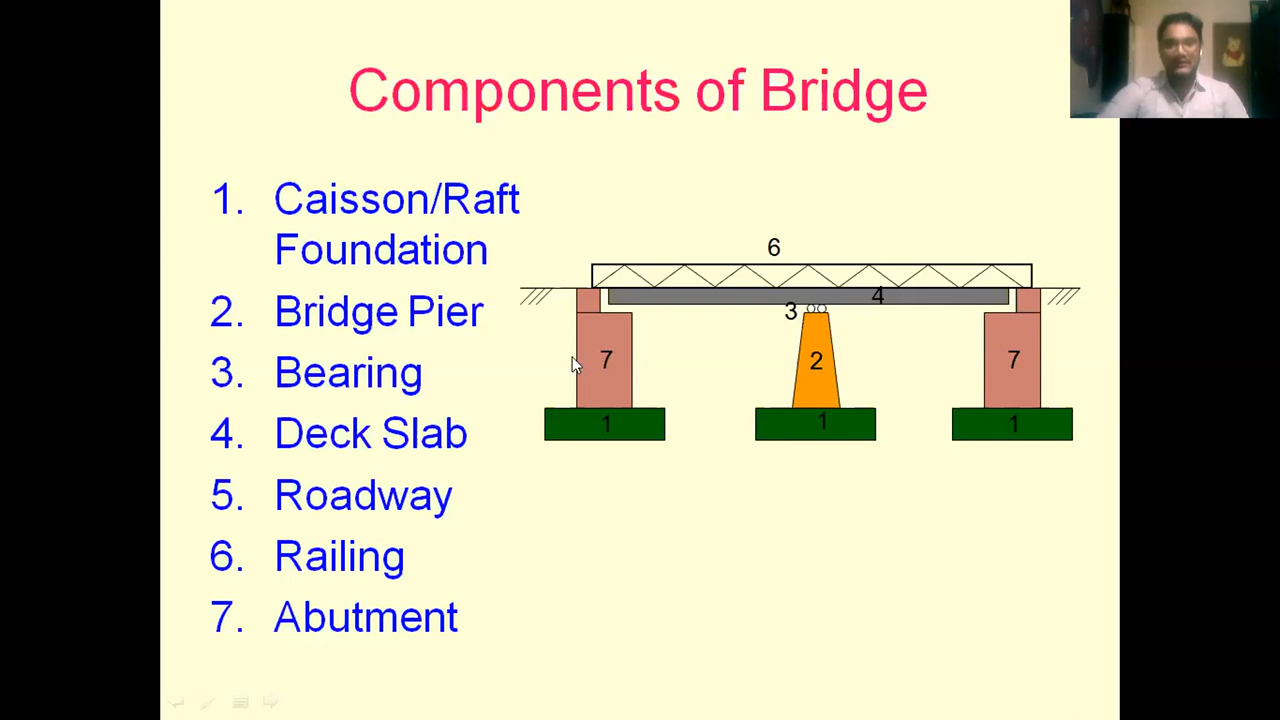 Components of Bridge
1. Caisson/Raft
Foundation
2. Bridge Pier
3. Bearing
4. Deck Slab
5. Roadway
6. Railing
7. Abutment
6
4
3
7
2
7
1
1
1